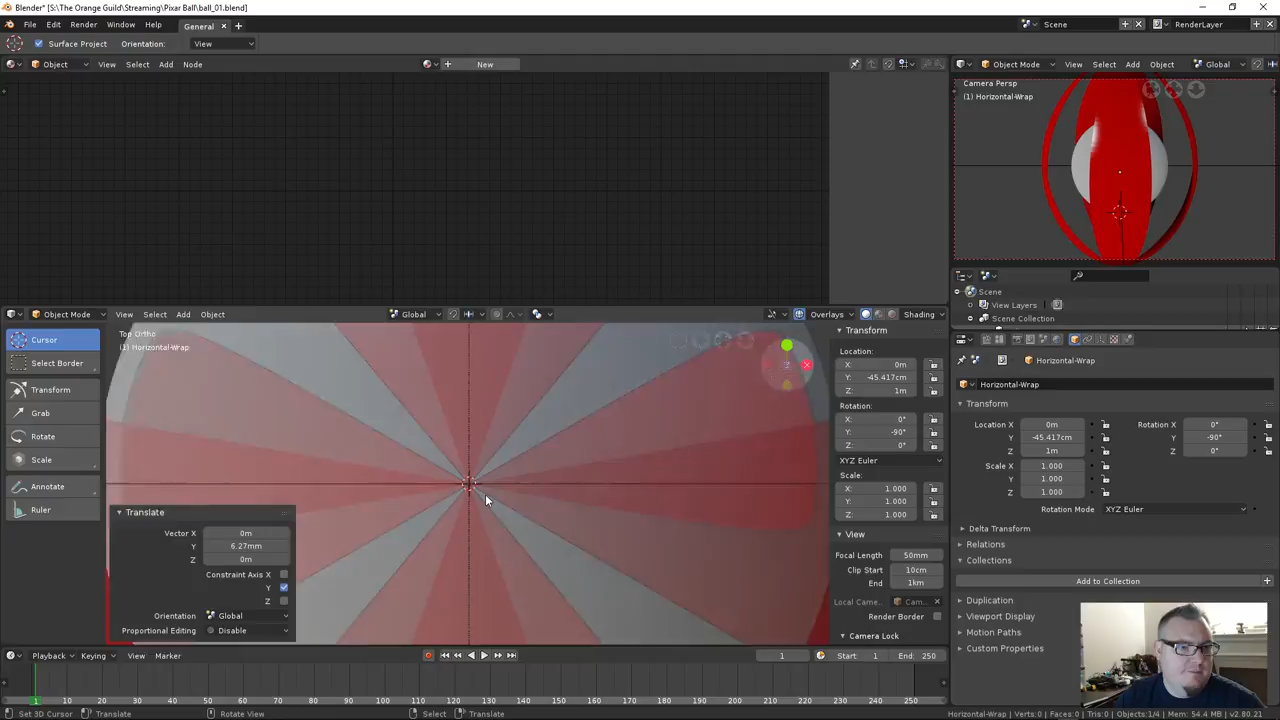 Blender* [S:\The Orange Guild\Streaming\Pixar Ball\ball_01.blend]
File Edit Render Window Help General Scene RenderLayer
Surface Project Orientation: View
Object View Select Add Node New
Object Mode View Select Add Object Global
Camera Persp
(1) Horizontal-Wrap
Scene
View Layers
Scene Collection
Object Mode View Select Add Object Global Overlays Shading
Top Ortho
(1) Horizontal-Wrap
Cursor
Select Border
Transform
Grab
Rotate
Scale
Annotate
Ruler
Translate
Vector X 0m
Y 6.27mm
Z 0m
Constraint Axis X
Y
Z
Orientation Global
Proportional Editing Disable
Transform
Location:
X: 0m
Y: -45.417cm
Z: 1m
Rotation:
X: 0°
Y: -90°
Z: 0°
XYZ Euler
Scale:
X: 1.000
Y: 1.000
Z: 1.000
View
Focal Length 50mm
Clip Start 10cm
End 1km
Local Came.. Cam..
Render Border
Camera Lock
Horizontal-Wrap
Horizontal-Wrap
Transform
Location X 0m Rotation X 0°
Y -45.417cm Y -90°
Z 1m Z 0°
Scale X 1.000
Y 1.000
Z 1.000 Rotation Mode XYZ Euler
Delta Transform
Relations
Collections
Add to Collection
Duplication
Viewport Display
Motion Paths
Custom Properties
Playback Keying View Marker 1 Start: 1 End: 250
1 10 20 30 40 50 60 70 80 90 100 110 120 130 140 150 160 170 180 190 200 210 220 230 240 250
Set 3D Cursor Translate Rotate View Select Translate Horizontal-Wrap | Verts:0 | Faces:0 | Tris:0 | Objects:1/4 | Mem: 54.4 MB | v2.80.21